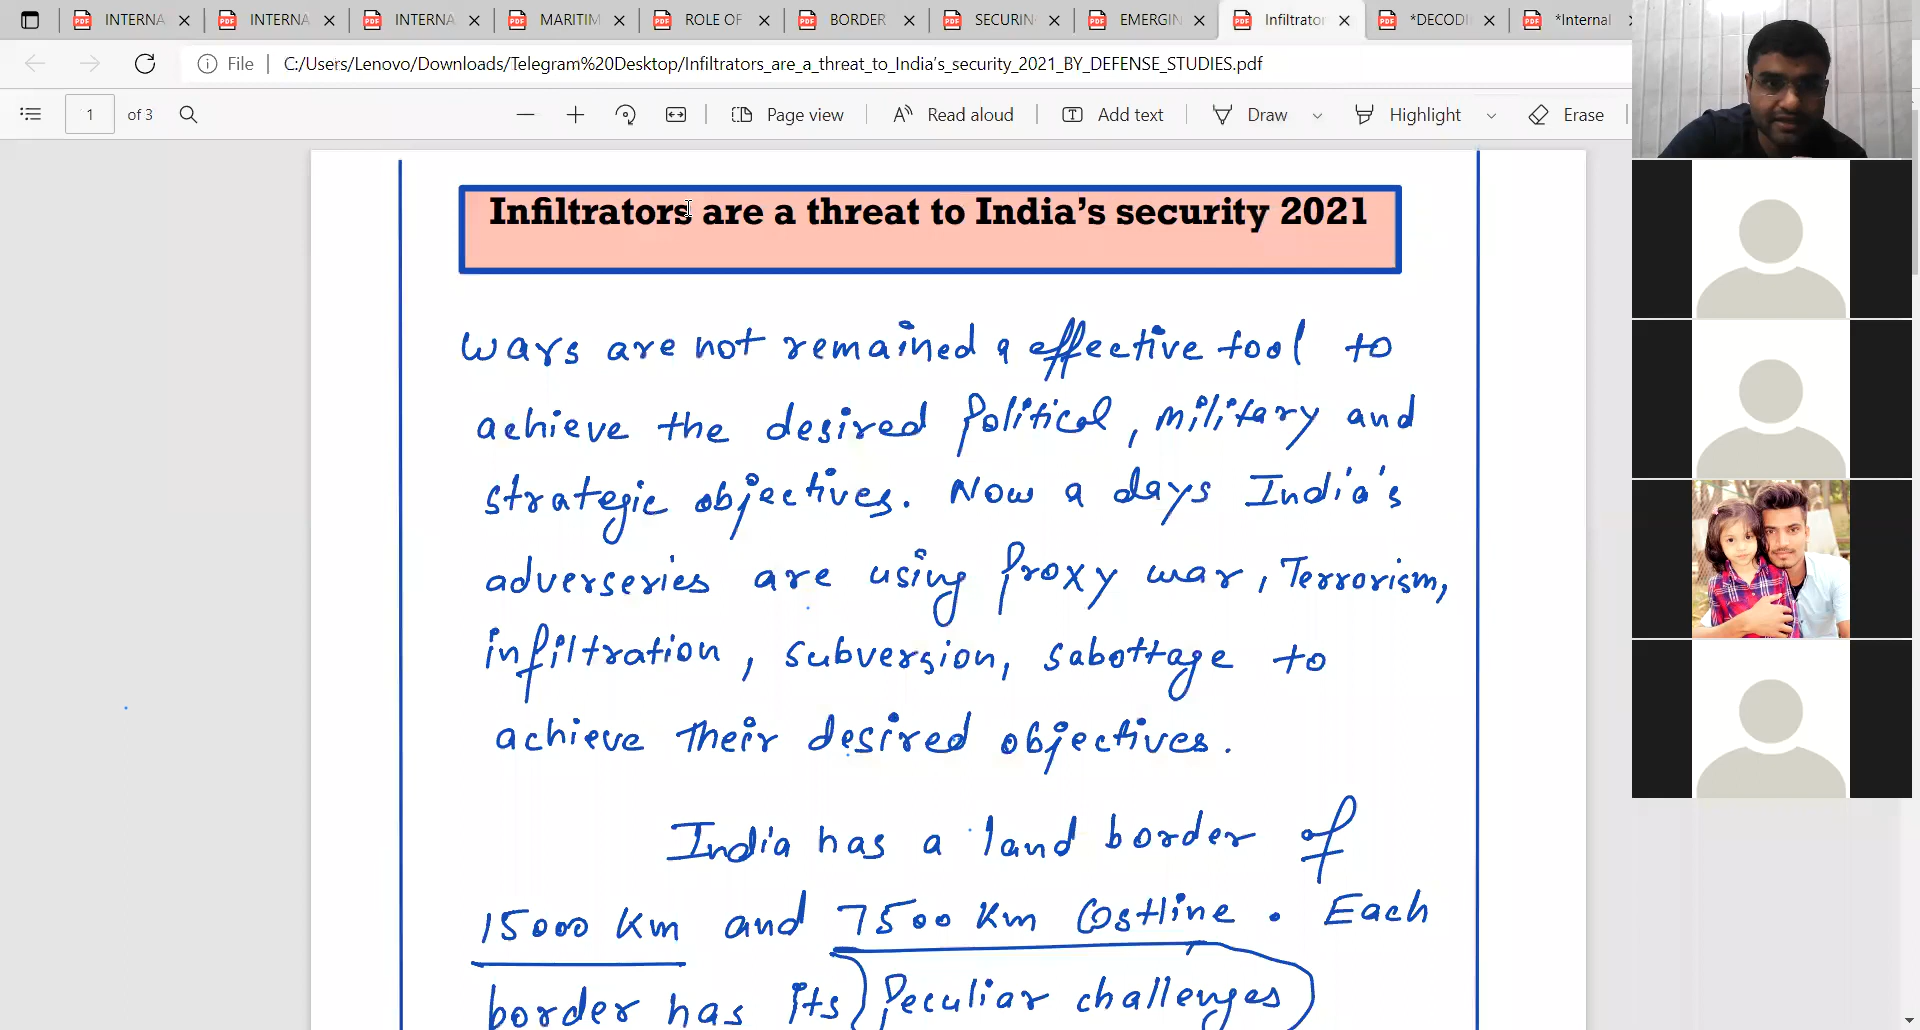 INTERNA
INTERNA
INTERNA
MARITIM
ROLE OF
BORDER
SECURIN
EMERGIN
Infiltrator
*DECODI
*Internal
File
C:/Users/Lenovo/Downloads/Telegram%20Desktop/Infiltrators_are_a_threat_to_India's_security_2021_BY_DEFENSE_STUDIES.pdf
1 of 3
Page view
Read aloud
Add text
Draw
Highlight
Erase
Infiltrators are a threat to India's security 2021
Wars are not remained a effective tool to
achieve the desired Political, military and
strategic objectives. Now a days India's
adverseries are using Proxy war, Terrorism,
infiltration, subversion, sabottage to
achieve Their desired objectives.
India has a land border of
15000 Km and 7500 Km Costline. Each
border has its Peculiar challenges